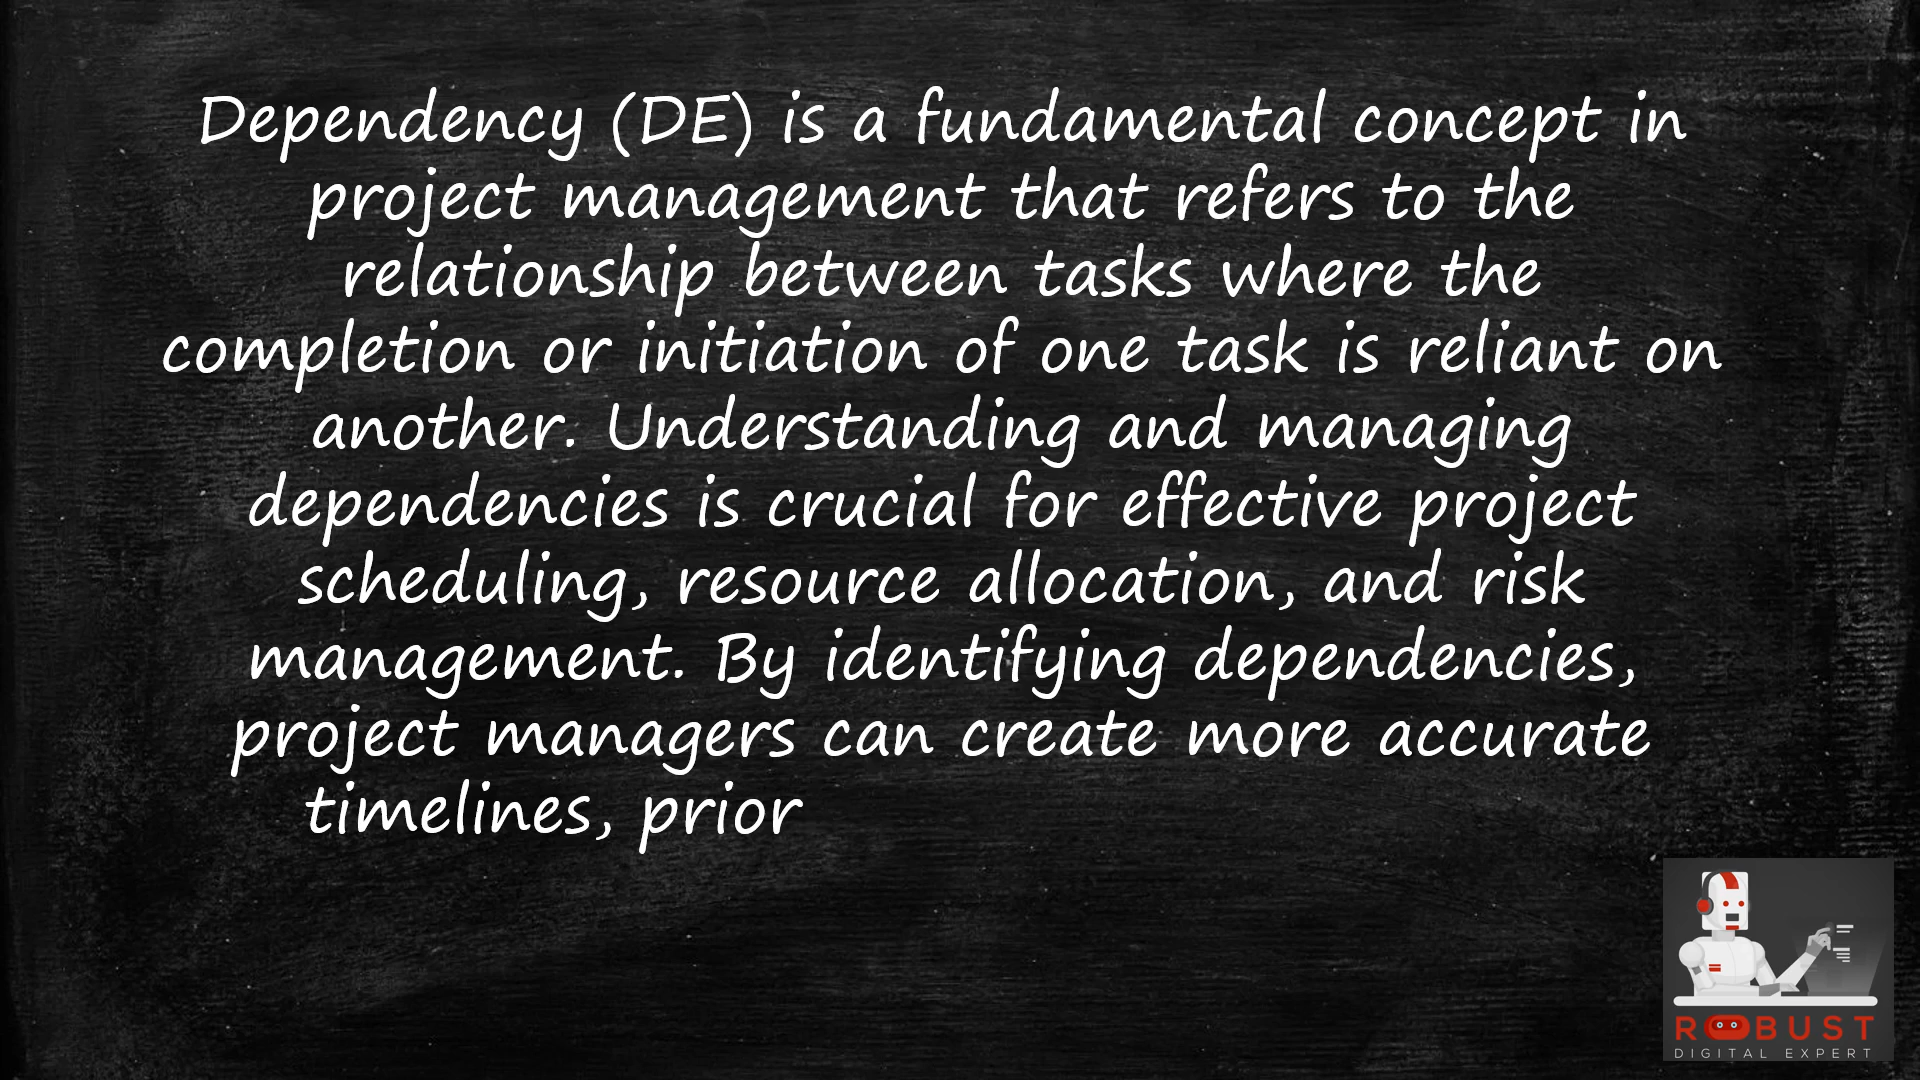 Dependency (DE) is a fundamental concept in
project management that refers to the
relationship between tasks where the
completion or initiation of one task is reliant on
another. Understanding and managing
dependencies is crucial for effective project
scheduling, resource allocation, and risk
management. By identifying dependencies,
project managers can create more accurate
timelines, prior
ROBUST
DIGITAL EXPERT